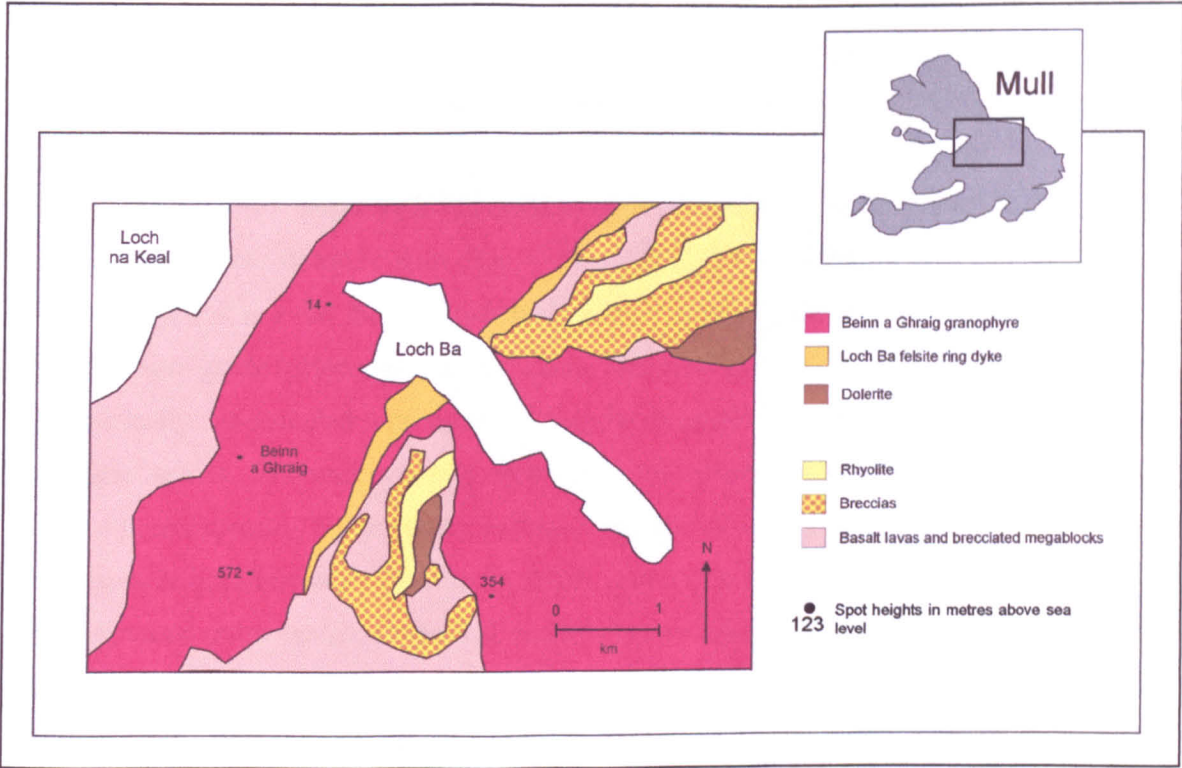 Mull
Loch
na Keal
14
Loch Ba
Beinn
a Ghraig
572
354
N
0 1
km
Beinn a Ghraig granophyre
Loch Ba felsite ring dyke
Dolerite
Rhyolite
Breccias
Basalt lavas and brecciated megablocks
123
Spot heights in metres above sea
level